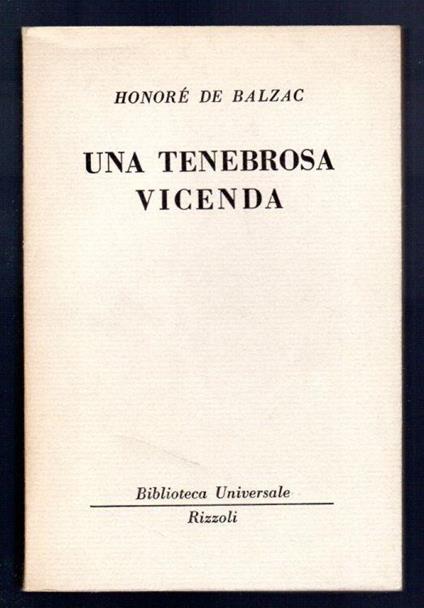 HONORÉ DE BALZAC
UNA TENEBROSA
VICENDA
Biblioteca Universale
Rizzoli